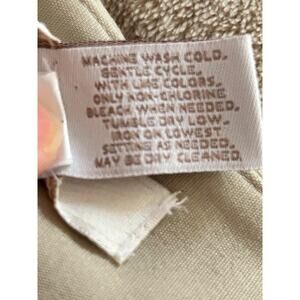 MACHINE WASH COLD,
GENTLE CYCLE,
WITH LIKE COLORS.
ONLY NON-CHLORINE
BLEACH WHEN NEEDED.
TUMBLE DRY LOW.
IRON ON LOWEST
SETTING AS NEEDED.
MAY BE DRY CLEANED.